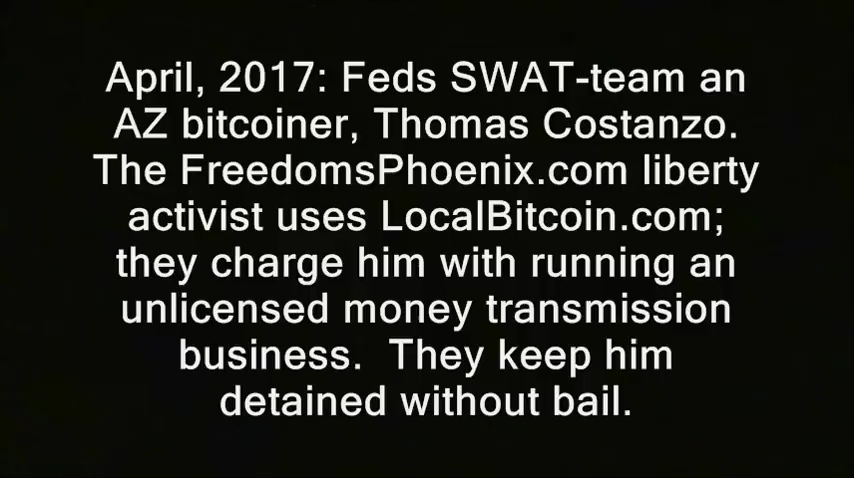 April, 2017: Feds SWAT-team an
AZ bitcoiner, Thomas Costanzo.
The FreedomsPhoenix.com liberty
activist uses LocalBitcoin.com;
they charge him with running an
unlicensed money transmission
business.  They keep him
detained without bail.